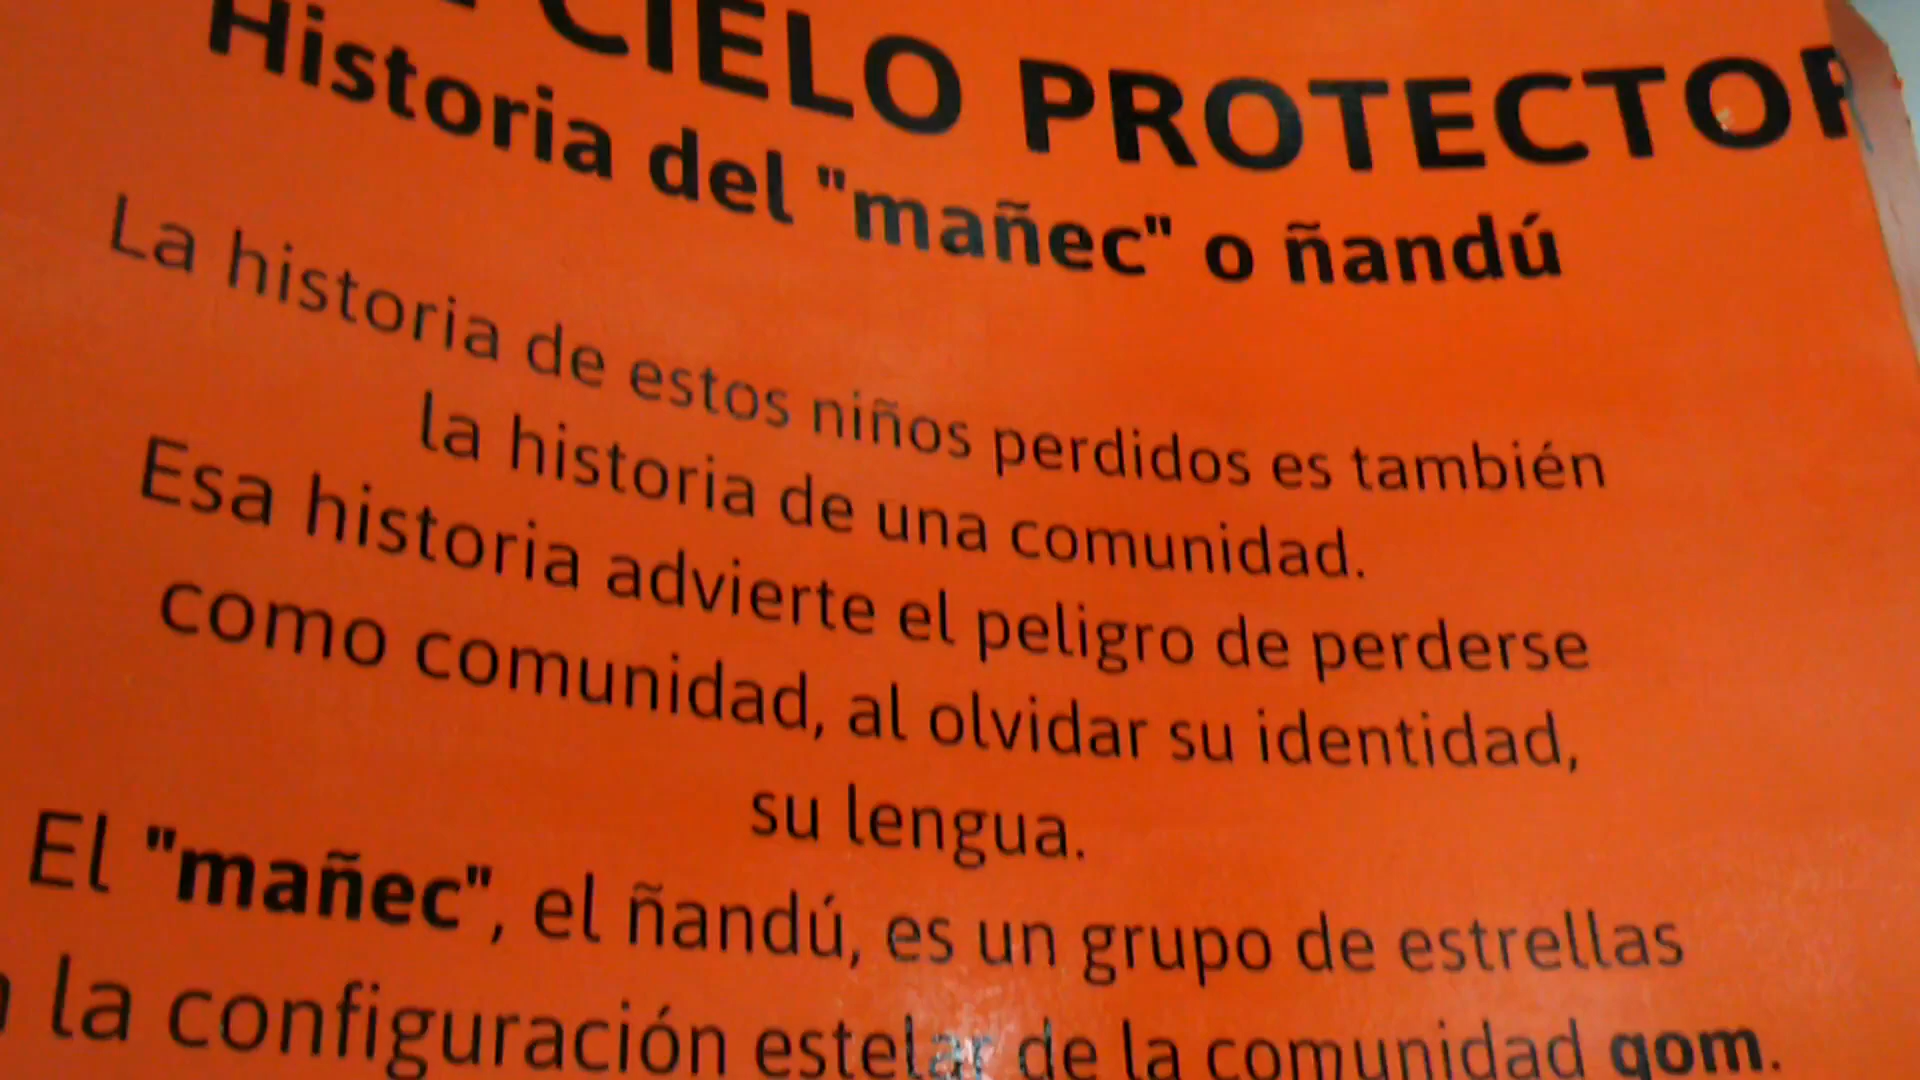 CIELO PROTECTOR
Historia del "mañec" o ñandú
La historia de estos niños perdidos es también
la historia de una comunidad.
Esa historia advierte el peligro de perderse
como comunidad, al olvidar su identidad,
su lengua.
El "mañec", el ñandú, es un grupo de estrellas
la configuración estelar de la comunidad qom.